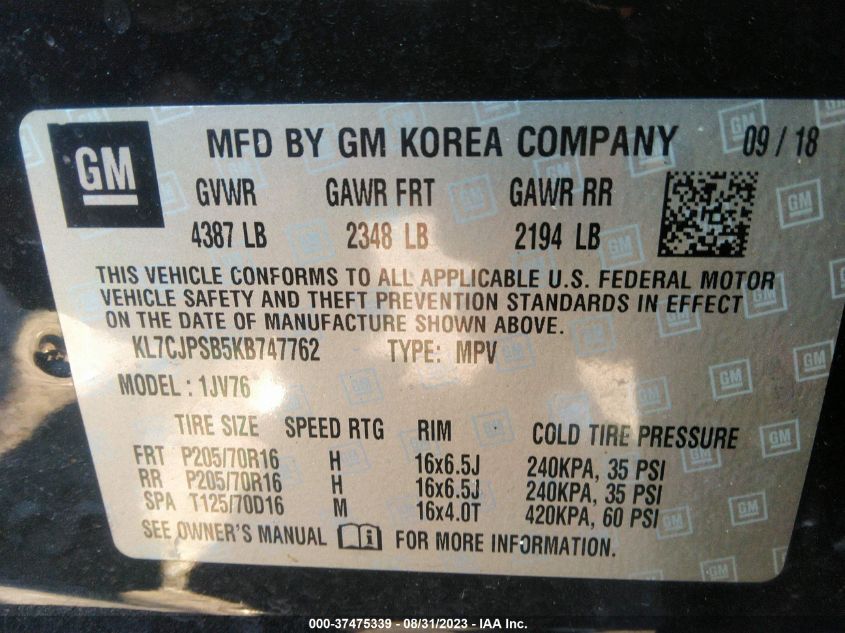 GM MFD BY GM KOREA COMPANY 09 / 18
GVWR GAWR FRT GAWR RR
4387 LB 2348 LB 2194 LB
THIS VEHICLE CONFORMS TO ALL APPLICABLE U.S. FEDERAL MOTOR
VEHICLE SAFETY AND THEFT PREVENTION STANDARDS IN EFFECT
ON THE DATE OF MANUFACTURE SHOWN ABOVE.
KL7CJPSB5KB747762 TYPE: MPV
MODEL : 1JV76
TIRE SIZE SPEED RTG RIM COLD TIRE PRESSURE
FRT P205/70R16 H 16x6.5J 240KPA, 35 PSI
RR P205/70R16 H 16x6.5J 240KPA, 35 PSI
SPA T125/70D16 M 16x4.0T 420KPA, 60 PSI
SEE OWNER'S MANUAL i FOR MORE INFORMATION.
000-37475339 - 08/31/2023 - IAA Inc.